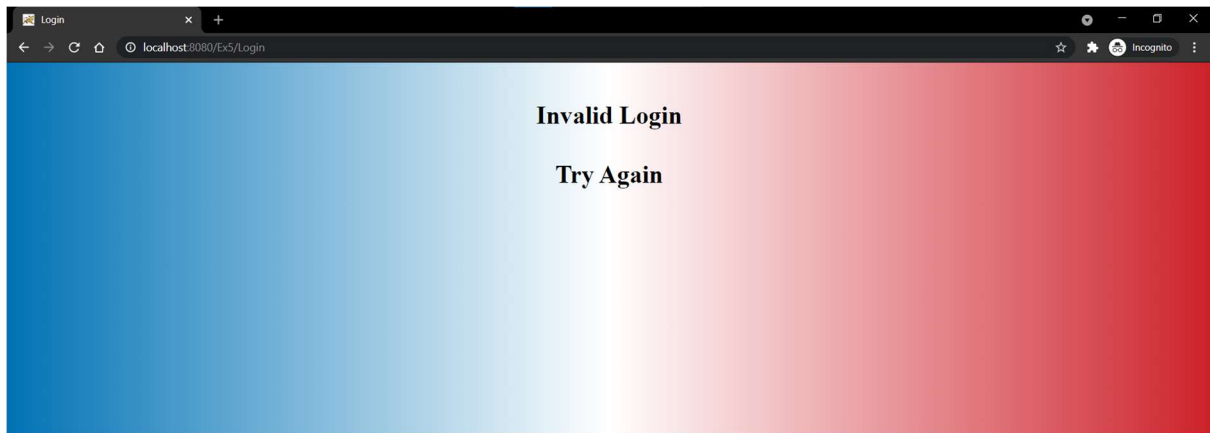 Login
localhost:8080/Ex5/Login
Incognito
Invalid Login
Try Again